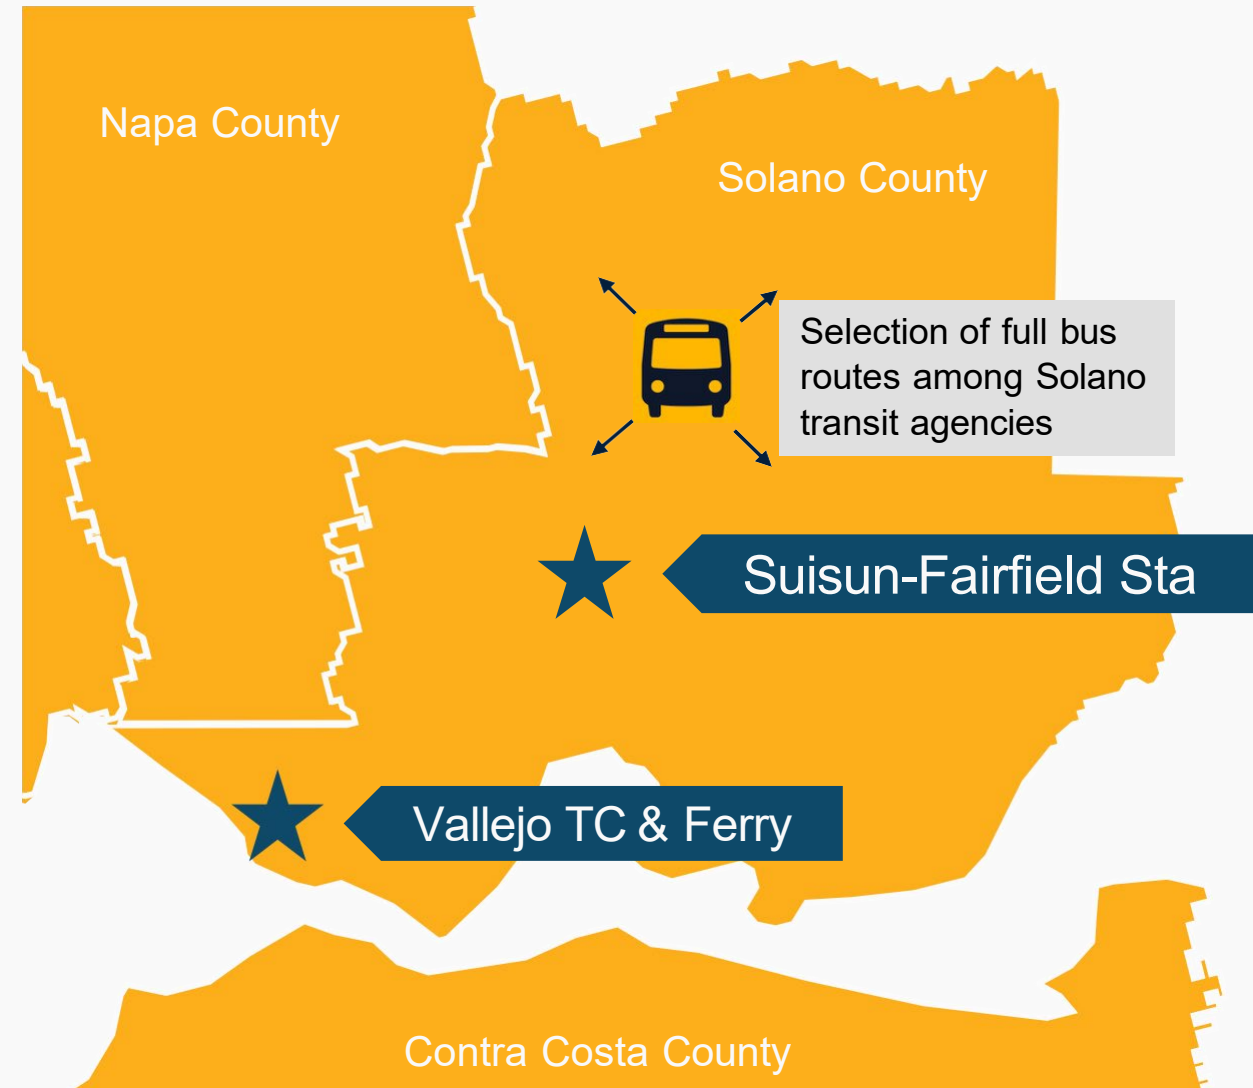 Napa County
Solano County
Selection of full bus
routes among Solano
transit agencies
Suisun-Fairfield Sta
Vallejo TC & Ferry
Contra Costa County